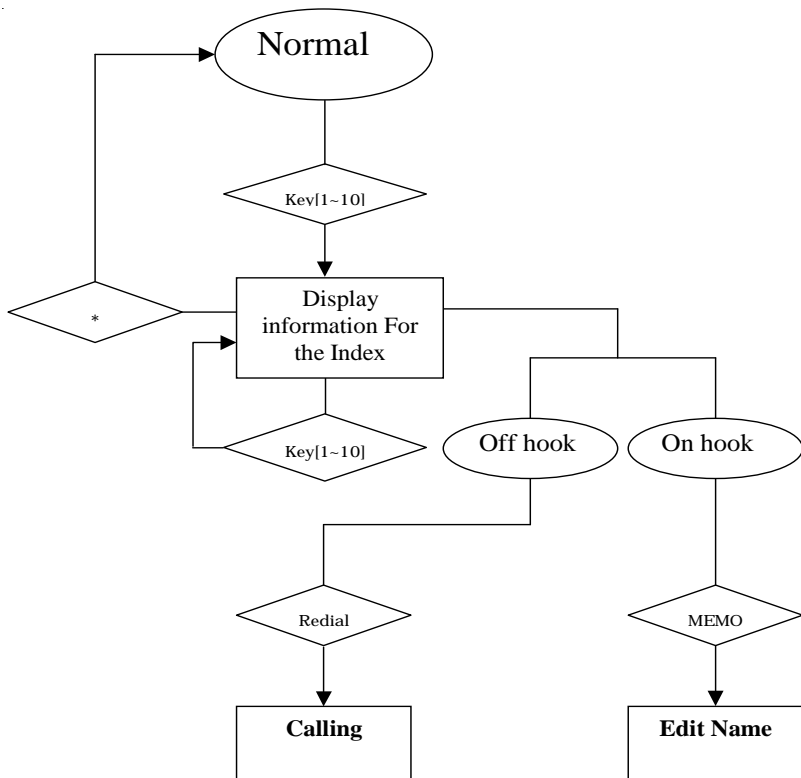 Normal
Key[1~10]
Display
information For
the Index
*
Key[1~10]
Off hook
On hook
Redial
MEMO
Calling
Edit Name